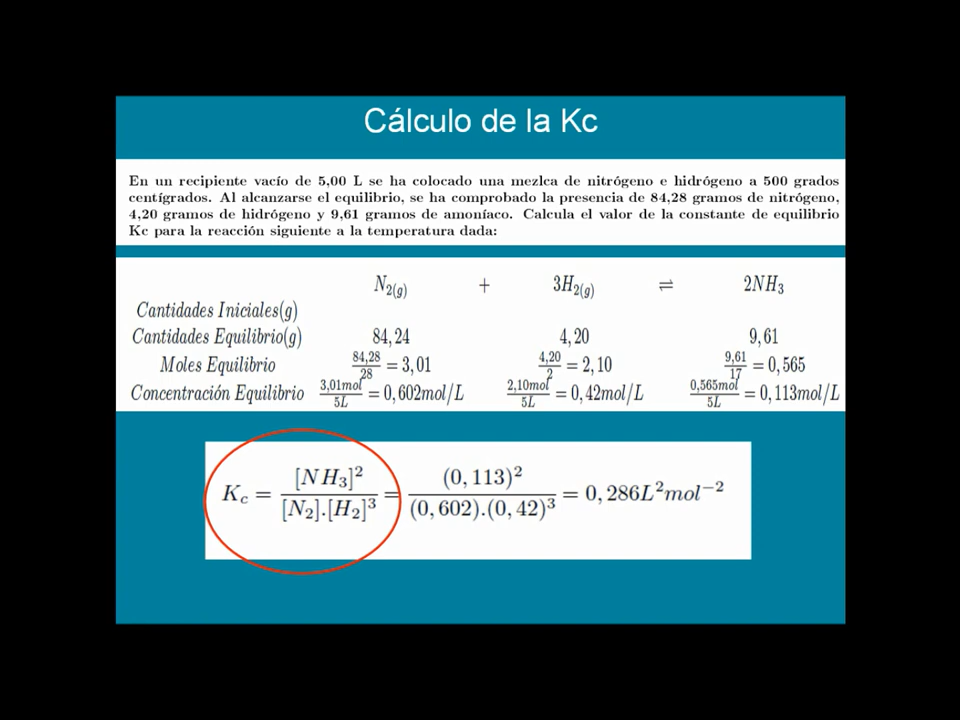 Cálculo de la Kc
En un recipiente vacío de 5,00 L se ha colocado una mezlca de nitrógeno e hidrógeno a 500 grados
centígrados. Al alcanzarse el equilibrio, se ha comprobado la presencia de 84,28 gramos de nitrógeno,
4,20 gramos de hidrógeno y 9,61 gramos de amoníaco. Calcula el valor de la constante de equilibrio
Kc para la reacción siguiente a la temperatura dada:
N₂(g) + 3H₂(g) ⇌ 2NH₃
Cantidades Iniciales(g)
Cantidades Equilibrio(g) 84,24 4,20 9,61
Moles Equilibrio 84,28/28 = 3,01 4,20/2 = 2,10 9,61/17 = 0,565
Concentración Equilibrio 3,01mol/5L = 0,602mol/L 2,10mol/5L = 0,42mol/L 0,565mol/5L = 0,113mol/L
Kc = [NH₃]²/[N₂].[H₂]³ = (0,113)²/(0,602).(0,42)³ = 0,286L²mol⁻²